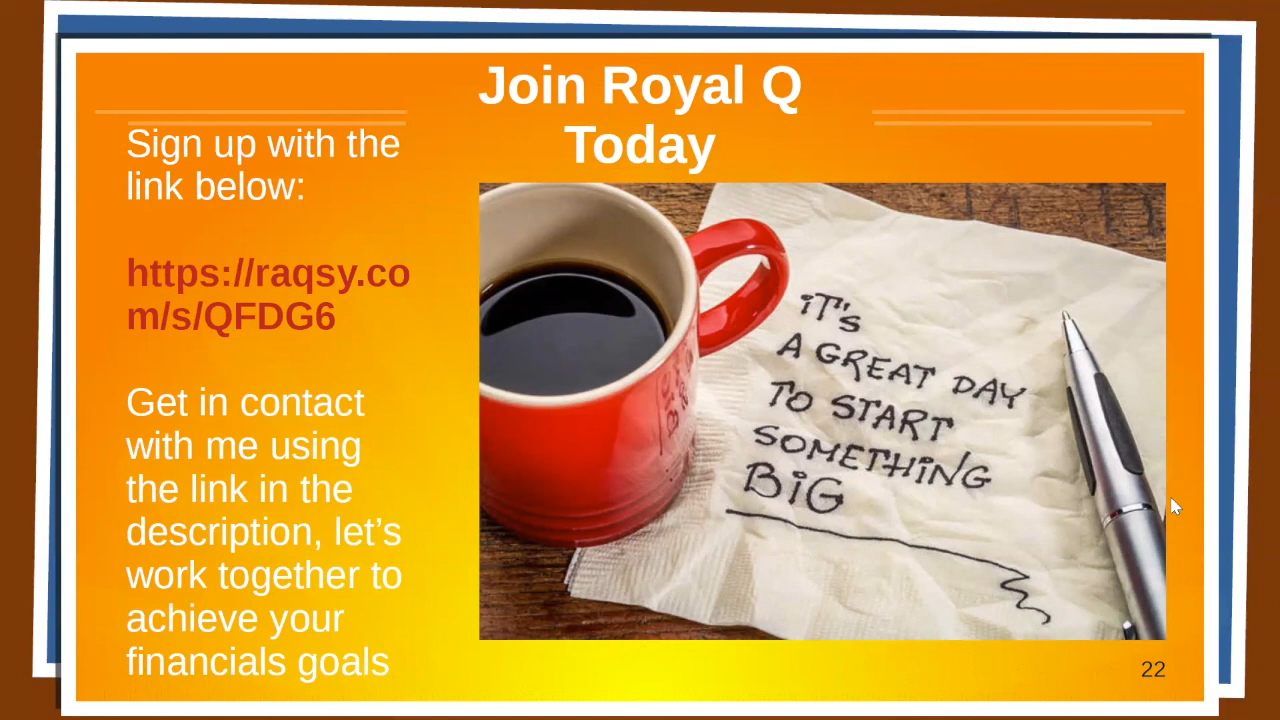 Join Royal Q
Today
Sign up with the
link below:
https://raqsy.co
m/s/QFDG6
Get in contact
with me using
the link in the
description, let’s
work together to
achieve your
financials goals
iT's
A GREAT DAY
TO START
SOMETHiNG
BiG
22